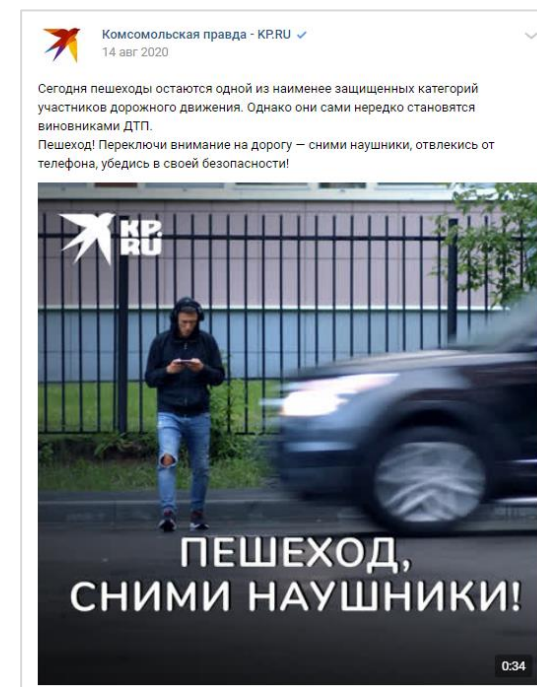 Комсомольская правда - KP.RU
14 авг 2020
Сегодня пешеходы остаются одной из наименее защищенных категорий
участников дорожного движения. Однако они сами нередко становятся
виновниками ДТП.
Пешеход! Переключи внимание на дорогу — сними наушники, отвлекись от
телефона, убедись в своей безопасности!
KP.
RU
ПЕШЕХОД,
СНИМИ НАУШНИКИ!
0:34